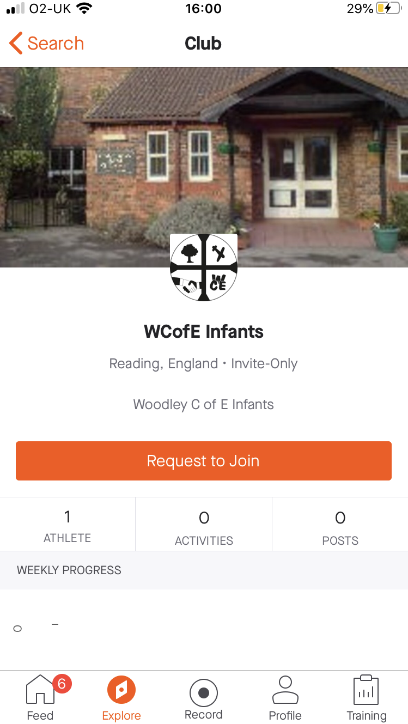 O2-UK 16:00 29%
Search Club
WCE
WCofE Infants
Reading, England • Invite-Only
Woodley C of E Infants
Request to Join
1 0 0
ATHLETE ACTIVITIES POSTS
WEEKLY PROGRESS
6
Feed Explore Record Profile Training